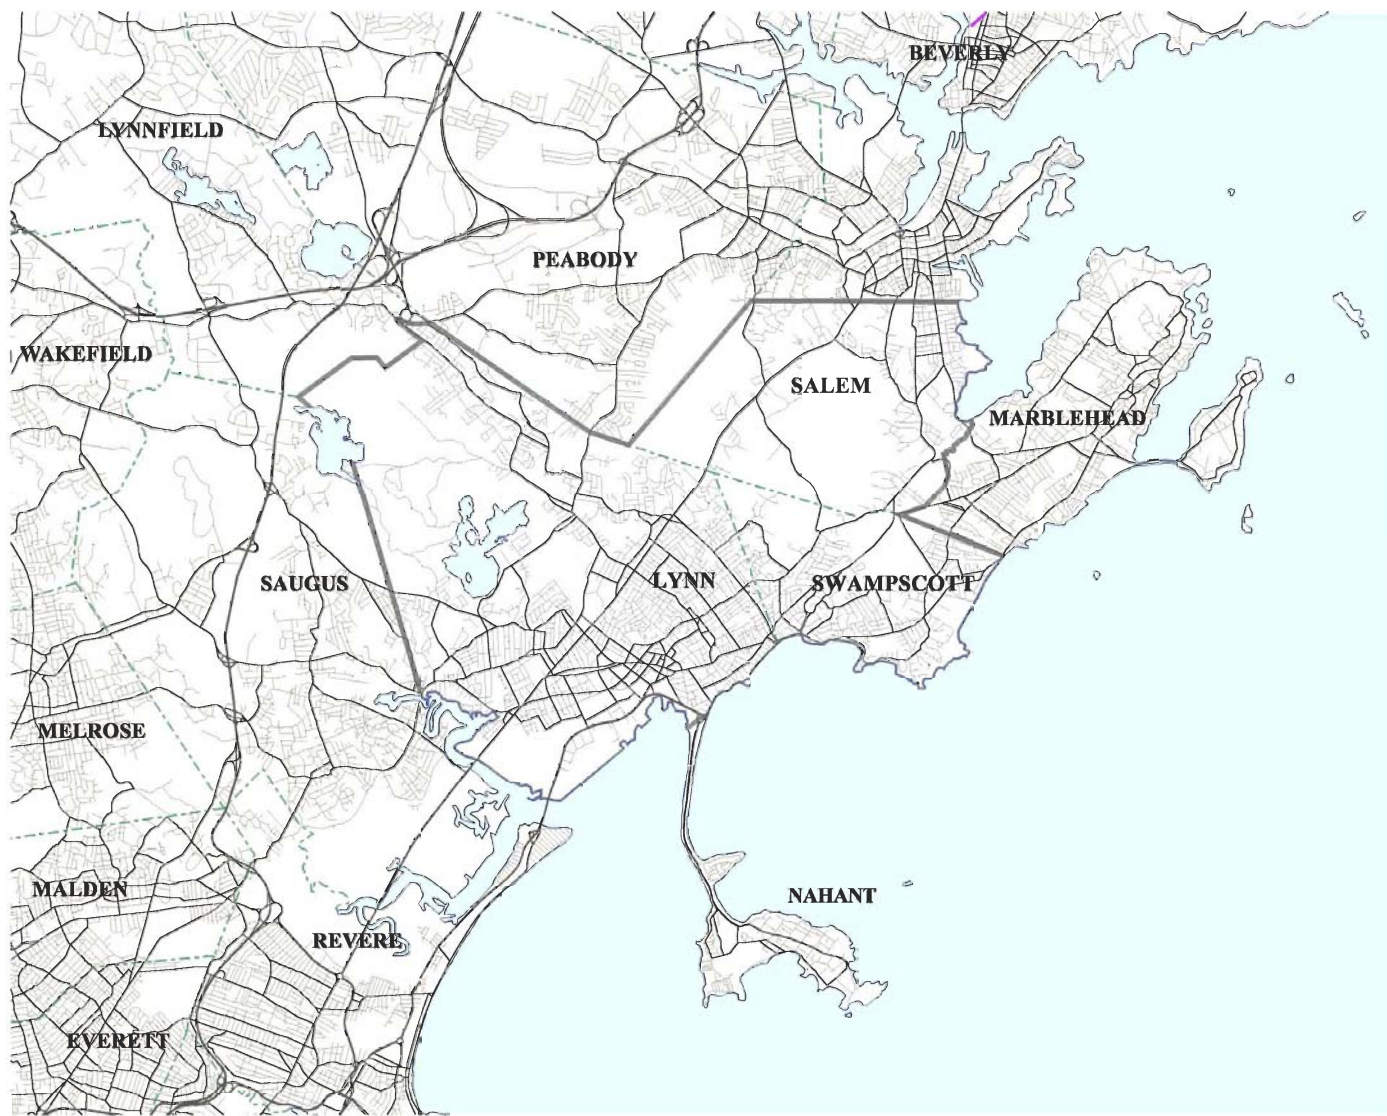 BEVERLY
LYNNFIELD
PEABODY
WAKEFIELD
SALEM
MARBLEHEAD
SAUGUS
LYNN
SWAMPSCOTT
MELROSE
MALDEN
NAHANT
REVERE
EVERETT